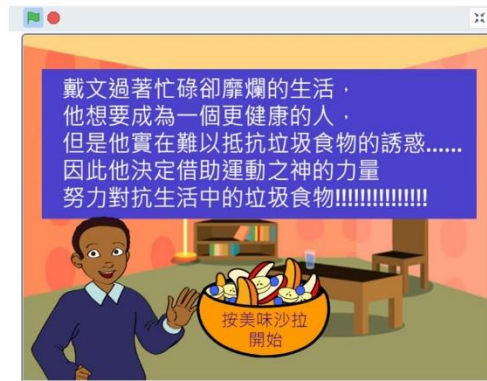 戴文過著忙碌卻靡爛的生活，
他想要成為一個更健康的人，
但是他實在難以抵抗垃圾食物的誘惑......
因此他決定借助運動之神的力量
努力對抗生活中的垃圾食物!!!!!!!!!!!!!!!
按美味沙拉
開始